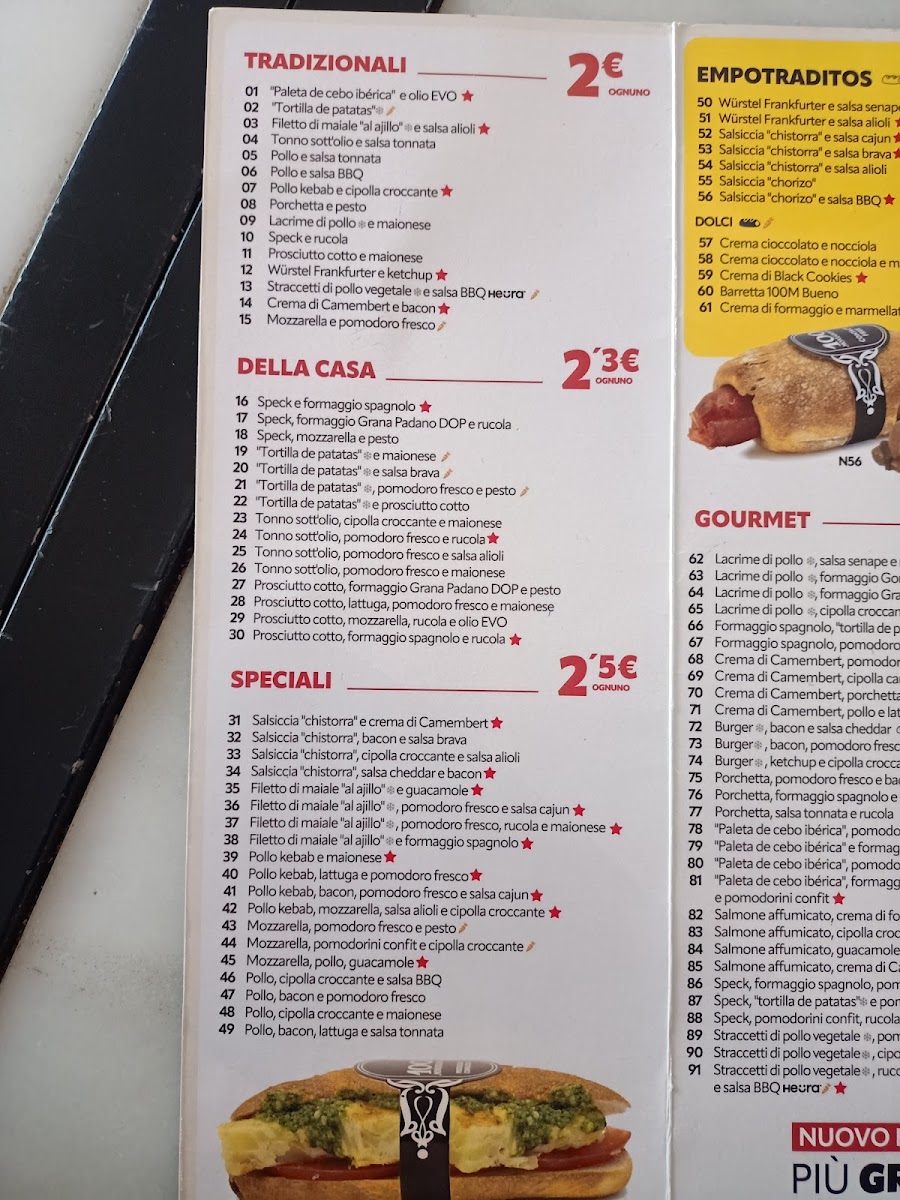 TRADIZIONALI
2€
OGNUNO
01 "Paleta de cebo ibérica" e olio EVO
02 "Tortilla de patatas"
03 Filetto di maiale "al ajillo" e salsa alioli
04 Tonno sott'olio e salsa tonnata
05 Pollo e salsa tonnata
06 Pollo e salsa BBQ
07 Pollo kebab e cipolla croccante
08 Porchetta e pesto
09 Lacrime di pollo e maionese
10 Speck e rucola
11 Prosciutto cotto e maionese
12 Würstel Frankfurter e ketchup
13 Straccetti di pollo vegetale e salsa BBQ Heura
14 Crema di Camembert e bacon
15 Mozzarella e pomodoro fresco
DELLA CASA
2´3€
OGNUNO
16 Speck e formaggio spagnolo
17 Speck, formaggio Grana Padano DOP e rucola
18 Speck, mozzarella e pesto
19 "Tortilla de patatas" e maionese
20 "Tortilla de patatas" e salsa brava
21 "Tortilla de patatas", pomodoro fresco e pesto
22 "Tortilla de patatas" e prosciutto cotto
23 Tonno sott'olio, cipolla croccante e maionese
24 Tonno sott'olio, pomodoro fresco e rucola
25 Tonno sott'olio, pomodoro fresco e salsa alioli
26 Tonno sott'olio, pomodoro fresco e maionese
27 Prosciutto cotto, formaggio Grana Padano DOP e pesto
28 Prosciutto cotto, lattuga, pomodoro fresco e maionese
29 Prosciutto cotto, mozzarella, rucola e olio EVO
30 Prosciutto cotto, formaggio spagnolo e rucola
SPECIALI
2´5€
OGNUNO
31 Salsiccia "chistorra" e crema di Camembert
32 Salsiccia "chistorra", bacon e salsa brava
33 Salsiccia "chistorra", cipolla croccante e salsa alioli
34 Salsiccia "chistorra", salsa cheddar e bacon
35 Filetto di maiale "al ajillo" e guacamole
36 Filetto di maiale "al ajillo", pomodoro fresco e salsa cajun
37 Filetto di maiale "al ajillo", pomodoro fresco, rucola e maionese
38 Filetto di maiale "al ajillo" e formaggio spagnolo
39 Pollo kebab e maionese
40 Pollo kebab, lattuga e pomodoro fresco
41 Pollo kebab, bacon, pomodoro fresco e salsa cajun
42 Pollo kebab, mozzarella, salsa alioli e cipolla croccante
43 Mozzarella, pomodoro fresco e pesto
44 Mozzarella, pomodorini confit e cipolla croccante
45 Mozzarella, pollo, guacamole
46 Pollo, cipolla croccante e salsa BBQ
47 Pollo, bacon e pomodoro fresco
48 Pollo, cipolla croccante e maionese
49 Pollo, bacon, lattuga e salsa tonnata
EMPOTRADITOS
50 Würstel Frankfurter e salsa senape
51 Würstel Frankfurter e salsa alioli
52 Salsiccia "chistorra" e salsa cajun
53 Salsiccia "chistorra" e salsa brava
54 Salsiccia "chistorra" e salsa alioli
55 Salsiccia "chorizo"
56 Salsiccia "chorizo" e salsa BBQ
DOLCI
57 Crema cioccolato e nocciola
58 Crema cioccolato e nocciola e m
59 Crema di Black Cookies
60 Barretta 100M Bueno
61 Crema di formaggio e marmellat
N56
GOURMET
62 Lacrime di pollo, salsa senape e
63 Lacrime di pollo, formaggio Gor
64 Lacrime di pollo, formaggio Gra
65 Lacrime di pollo, cipolla croccan
66 Formaggio spagnolo, "tortilla de p
67 Formaggio spagnolo, pomodoro
68 Crema di Camembert, pomodor
69 Crema di Camembert, cipolla ca
70 Crema di Camembert, porchetta
71 Crema di Camembert, pollo e lat
72 Burger, bacon e salsa cheddar
73 Burger, bacon, pomodoro fresc
74 Burger, ketchup e cipolla crocca
75 Porchetta, pomodoro fresco e ba
76 Porchetta, formaggio spagnolo e
77 Porchetta, salsa tonnata e rucola
78 "Paleta de cebo ibérica", pomodo
79 "Paleta de cebo ibérica" e formag
80 "Paleta de cebo ibérica", pomodo
81 "Paleta de cebo ibérica", formagg
e pomodorini confit
82 Salmone affumicato, crema di fo
83 Salmone affumicato, cipolla croc
84 Salmone affumicato, guacamole
85 Salmone affumicato, crema di Ca
86 Speck, formaggio spagnolo, pom
87 Speck, "tortilla de patatas" e pom
88 Speck, pomodorini confit, rucola
89 Straccetti di pollo vegetale, pom
90 Straccetti di pollo vegetale, cipo
91 Straccetti di pollo vegetale, ruco
e salsa BBQ Heura
NUOVO
PIÙ GR